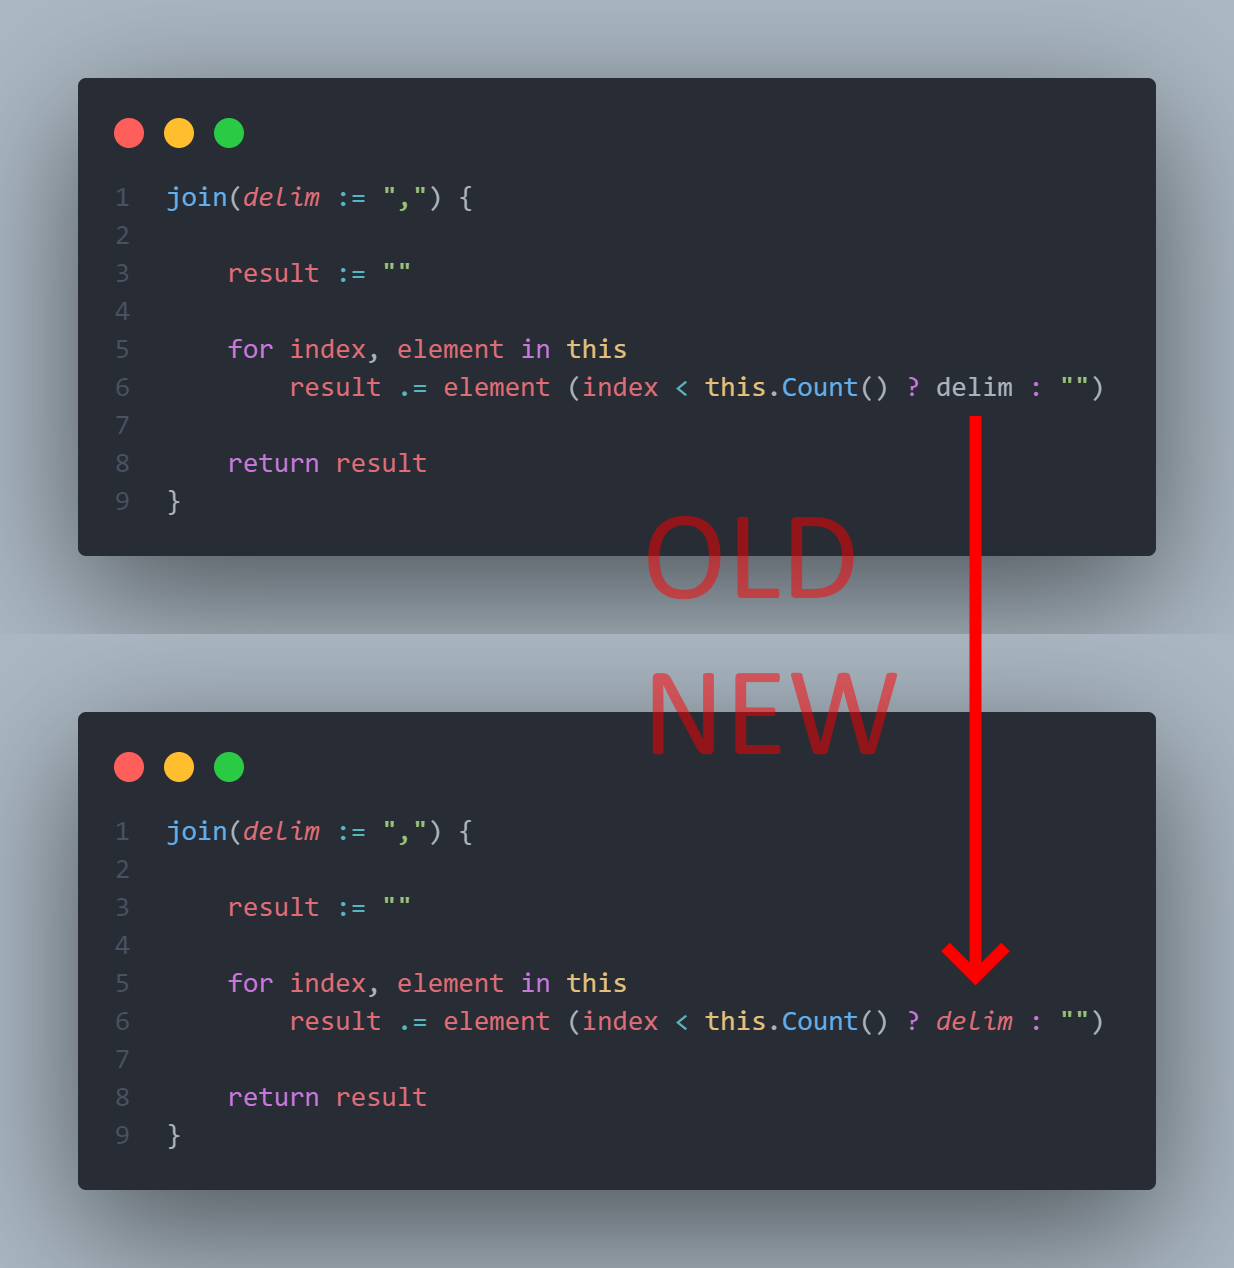 1 join(delim := ",") {
2
3 result := ""
4
5 for index, element in this
6 result .= element (index < this.Count() ? delim : "")
7
8 return result
9 }
OLD
NEW
1 join(delim := ",") {
2
3 result := ""
4
5 for index, element in this
6 result .= element (index < this.Count() ? delim : "")
7
8 return result
9 }